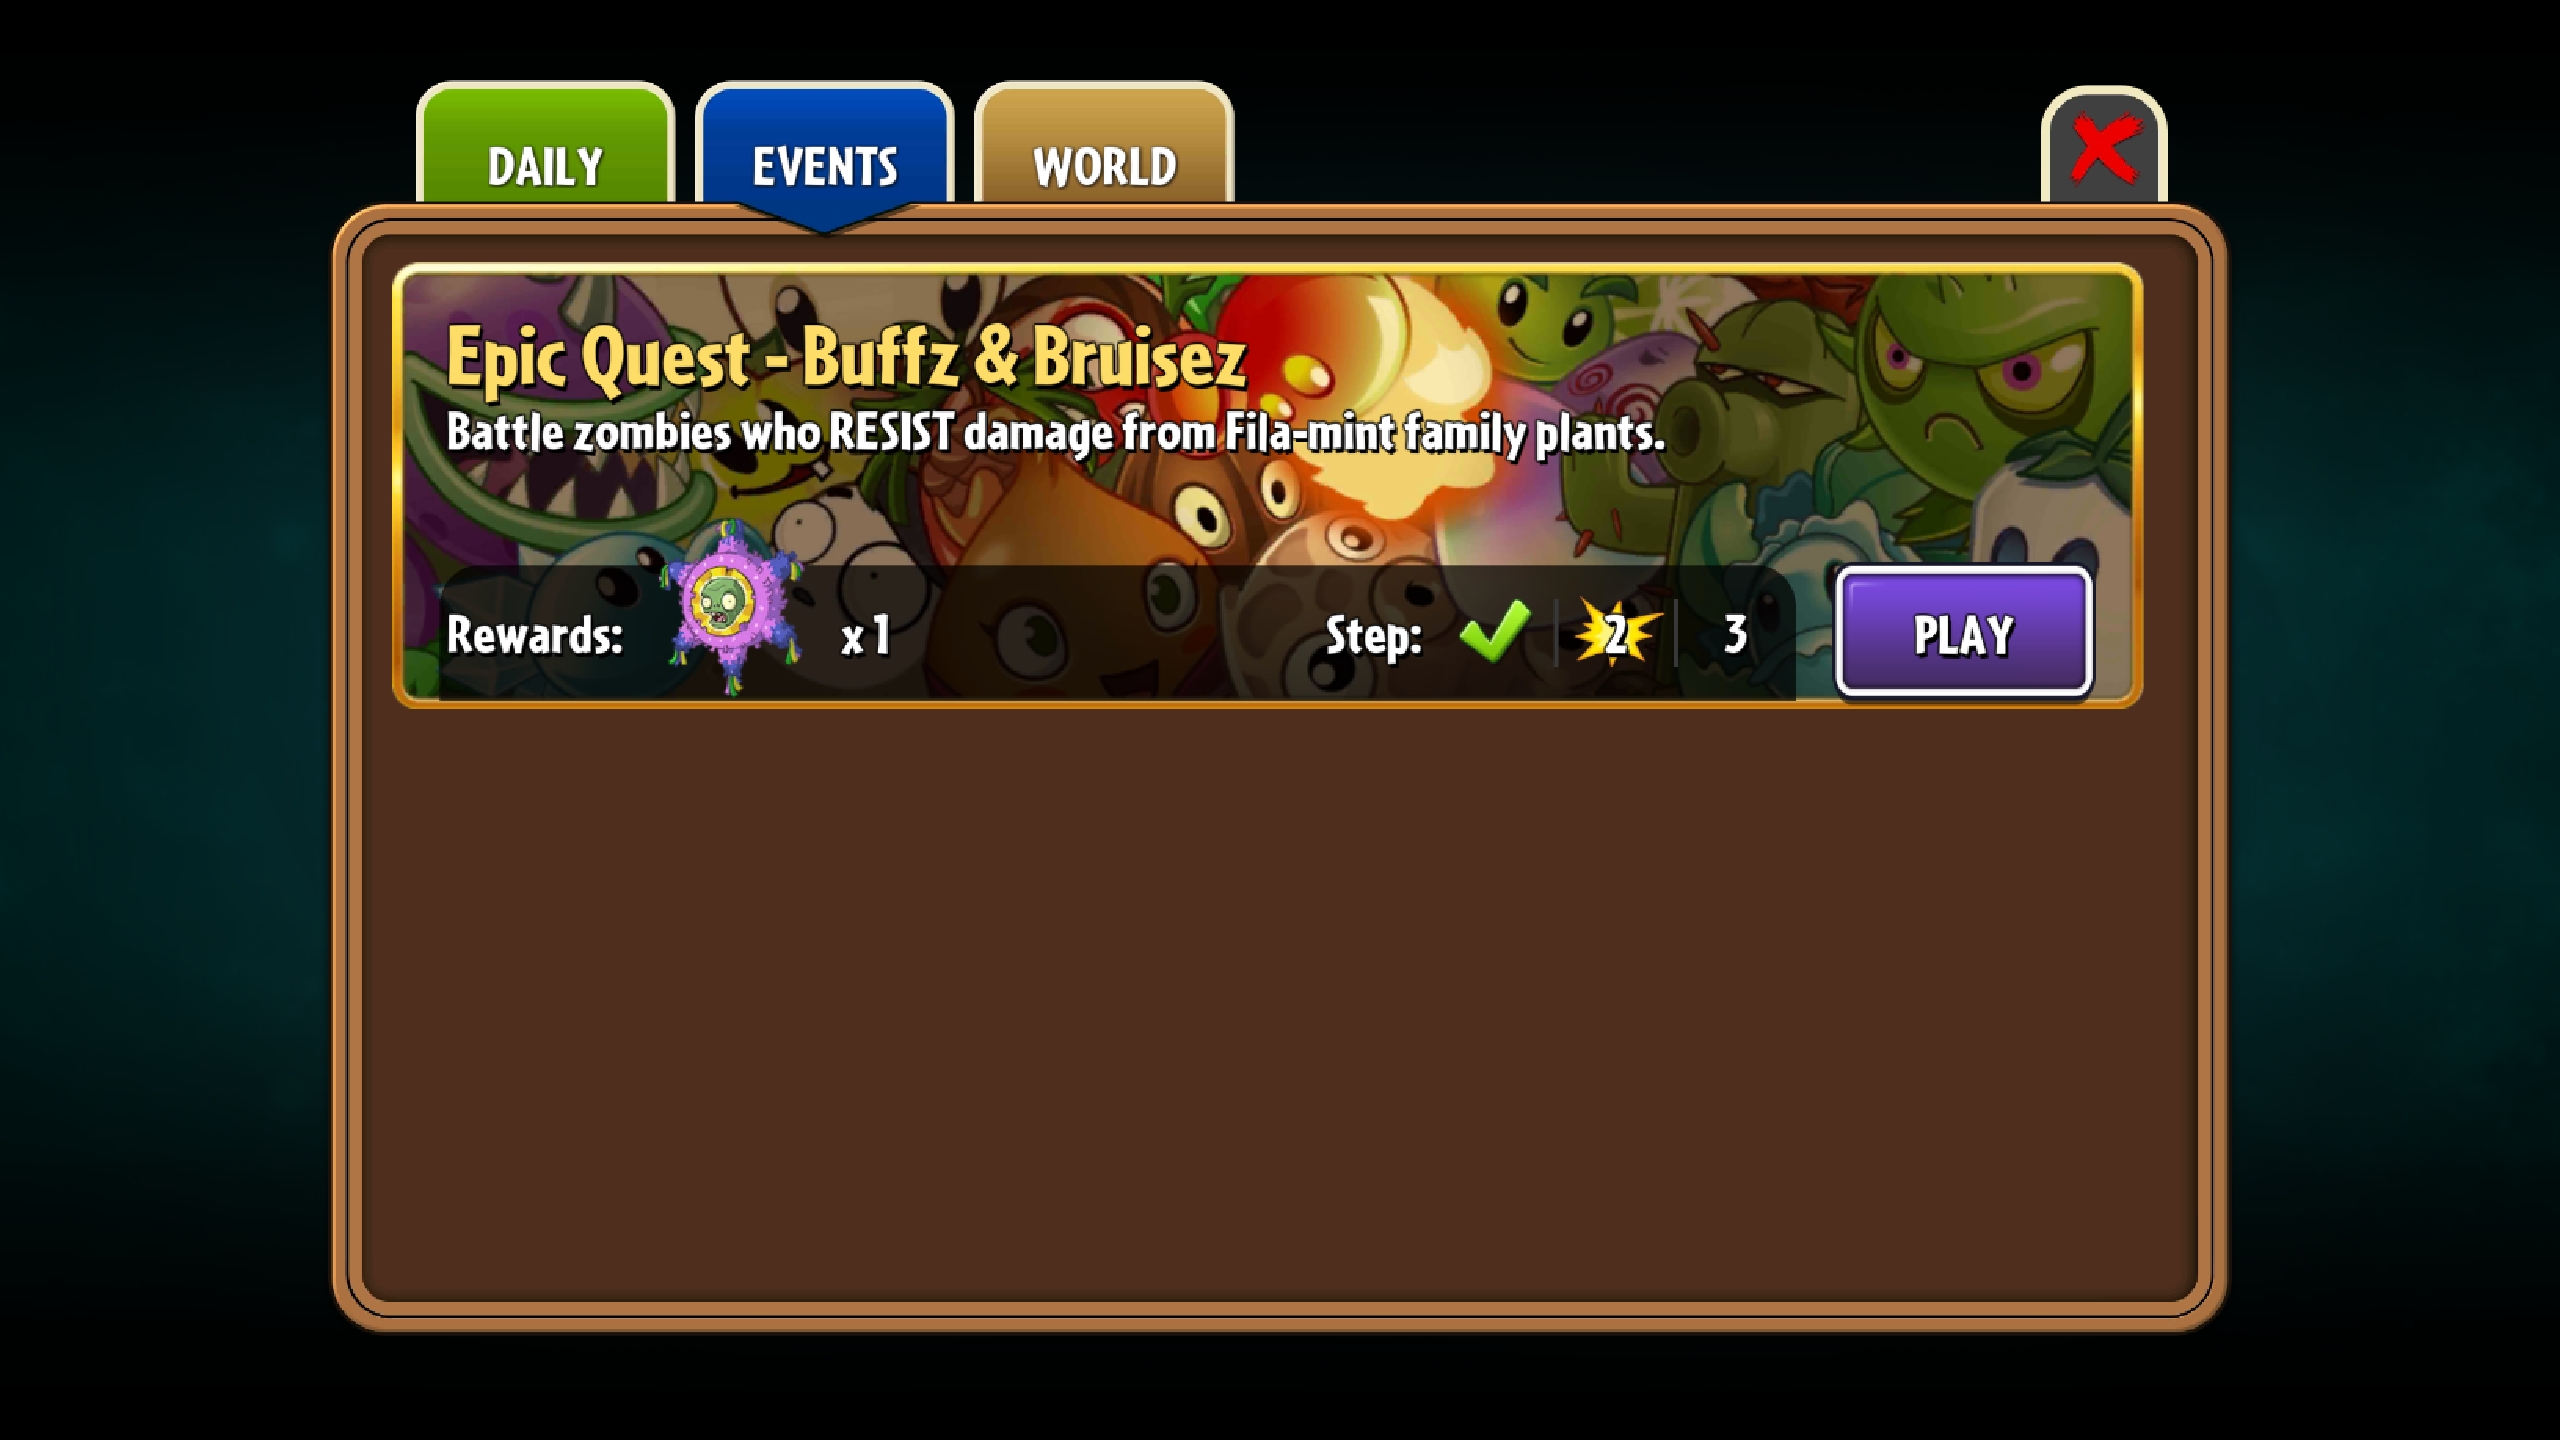 DAILY
EVENTS
WORLD
Epic Quest - Buffz & Bruisez
Battle zombies who RESIST damage from Fila-mint family plants.
Rewards: x 1
Step: 2 3
PLAY